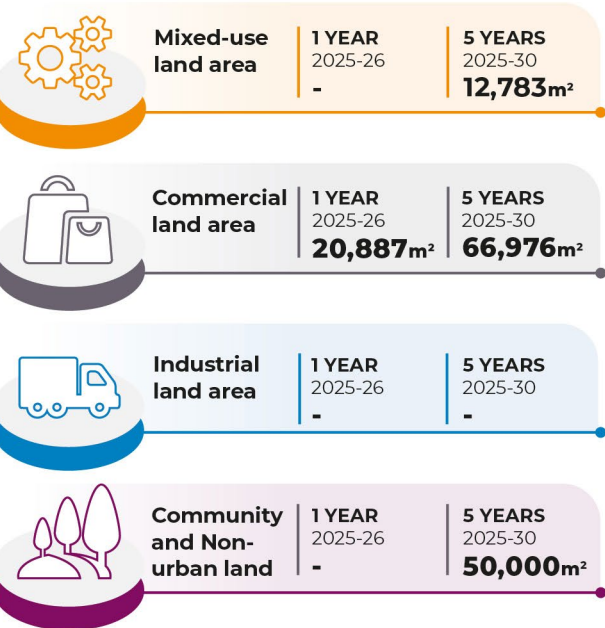 Mixed-use
land area
1 YEAR
2025-26
-
5 YEARS
2025-30
12,783m²
Commercial
land area
1 YEAR
2025-26
20,887m²
5 YEARS
2025-30
66,976m²
Industrial
land area
1 YEAR
2025-26
-
5 YEARS
2025-30
-
Community
and Non-
urban land
1 YEAR
2025-26
-
5 YEARS
2025-30
50,000m²